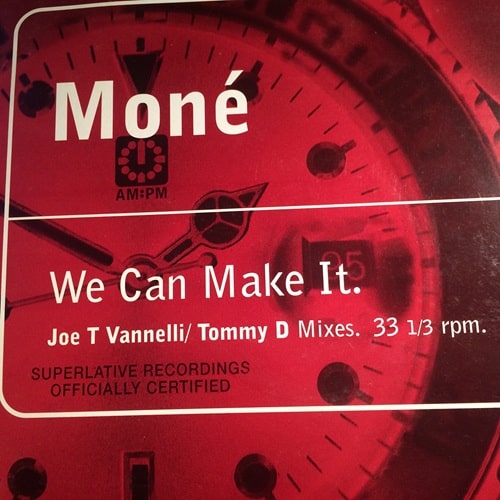 Moné
AM:PM
We Can Make It.
25
Joe T Vannelli/ Tommy D Mixes. 33 1/3 rpm.
SUPERLATIVE RECORDINGS
OFFICIALLY CERTIFIED